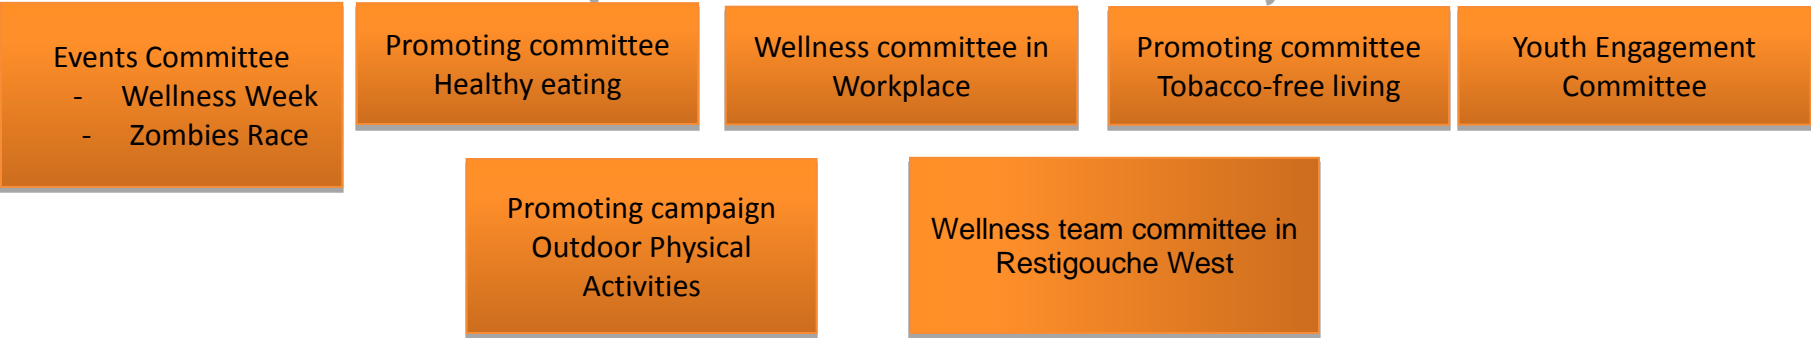 Events Committee
- Wellness Week
- Zombies Race
Promoting committee
Healthy eating
Wellness committee in
Workplace
Promoting committee
Tobacco-free living
Youth Engagement
Committee
Promoting campaign
Outdoor Physical
Activities
Wellness team committee in
Restigouche West